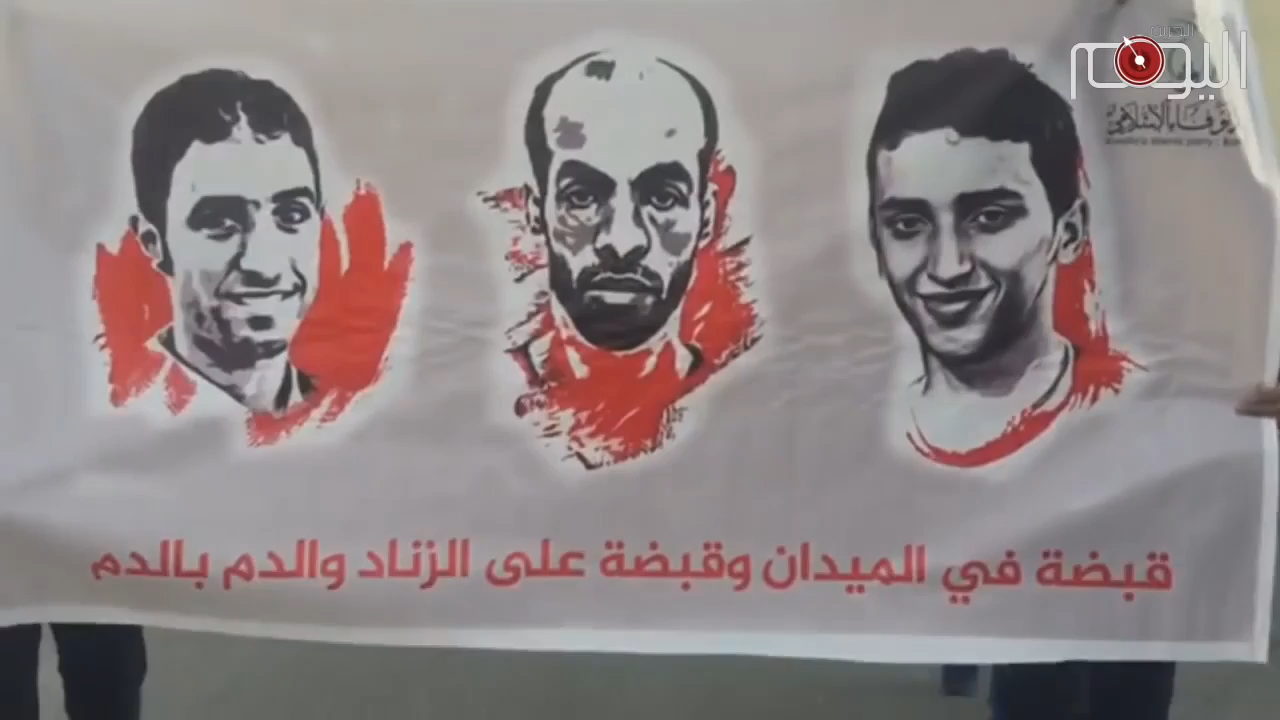 اليوم
قبضة في الميدان وقبضة على الزناد والدم بالدم